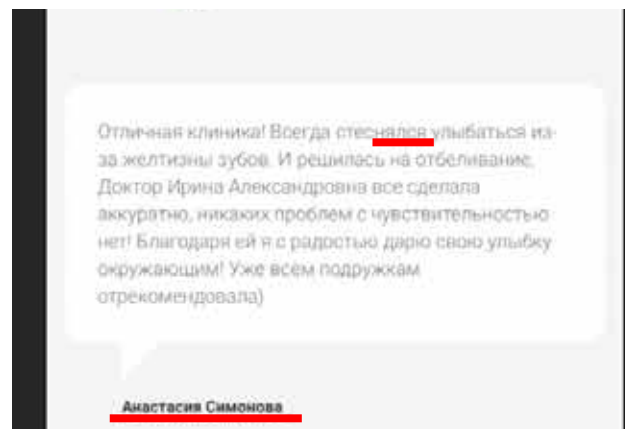 Отличная клиника! Всегда стеснялся улыбаться из-
за желтизны зубов. И решилась на отбеливание.
Доктор Ирина Александровна все сделала
аккуратно, никаких проблем с чувствительностью
нет! Благодаря ей я с радостью дарю свою улыбку
окружающим! Уже всем подружкам
отрекомендовала)
Анастасия Симонова